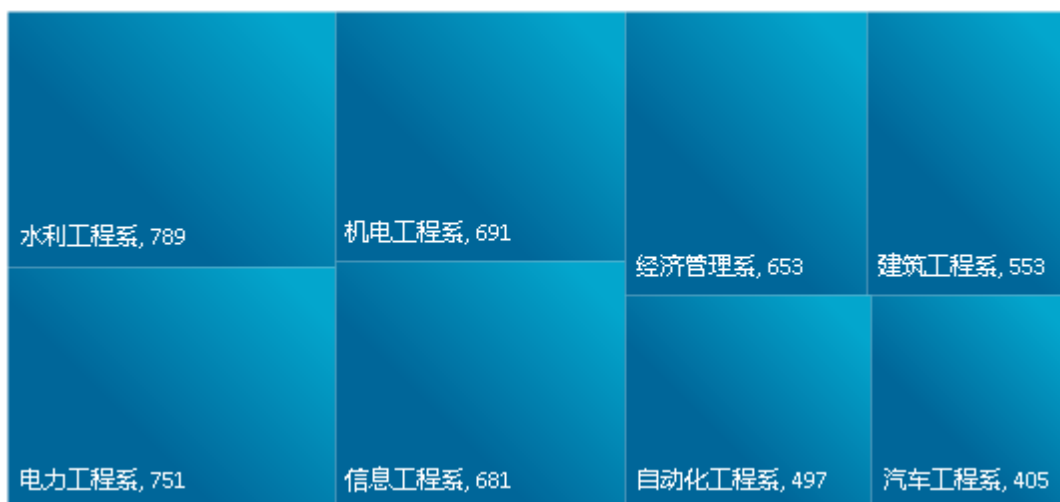 水利工程系, 789
机电工程系, 691
经济管理系, 653
建筑工程系, 553
电力工程系, 751
信息工程系, 681
自动化工程系, 497
汽车工程系, 405